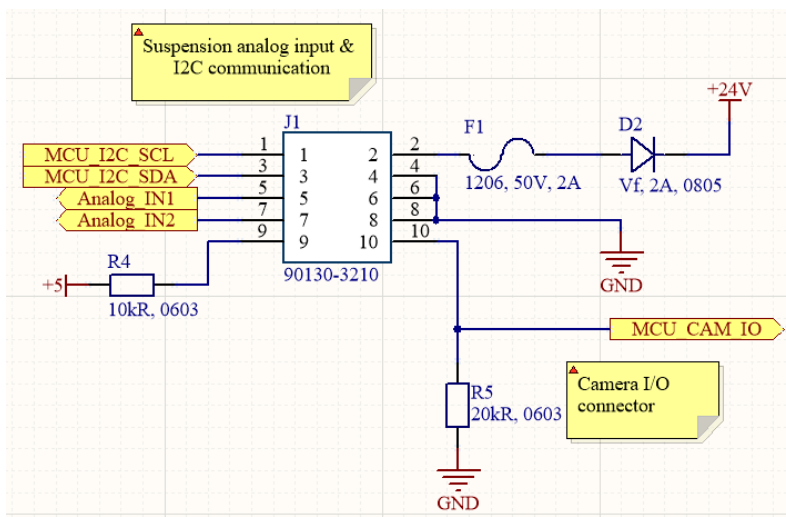 Suspension analog input &
I2C communication
+24V
J1
F1
D2
MCU_I2C_SCL
1
1
2
2
MCU_I2C_SDA
3
3
4
4
1206, 50V, 2A
Vf, 2A, 0805
Analog_IN1
5
5
6
6
Analog_IN2
7
7
8
8
9
9
10
10
R4
90130-3210
GND
+5
10kR, 0603
MCU_CAM_IO
R5
20kR, 0603
Camera I/O
connector
GND